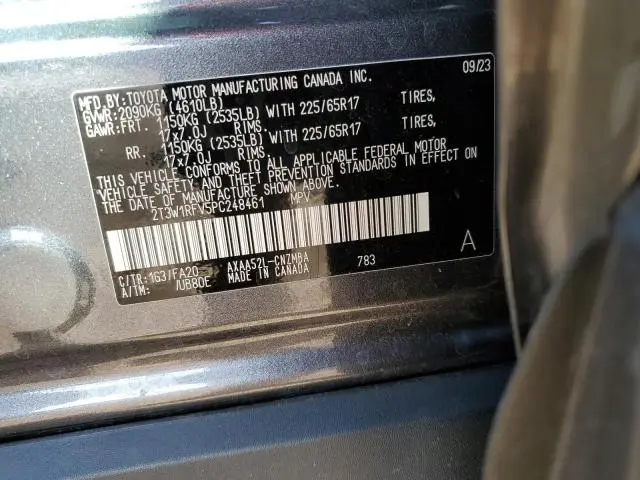 MFD.BY: TOYOTA MOTOR MANUFACTURING CANADA INC. 09/23
GVWR: 2090KG (4610LB)
GAWR: FRT. 1150KG (2535LB) WITH 225/65R17 TIRES,
17x7.0J RIMS.
RR. 1150KG (2535LB) WITH 225/65R17 TIRES,
17x7.0J RIMS.
THIS VEHICLE CONFORMS TO ALL APPLICABLE FEDERAL MOTOR
VEHICLE SAFETY AND THEFT PREVENTION STANDARDS IN EFFECT ON
THE DATE OF MANUFACTURE SHOWN ABOVE.
2T3W1RFV5PC248461 MPV
C/TR: 1G3/FA20 AXAA52L-CNZMBA 783 A
A/TM: /UB80E MADE IN CANADA